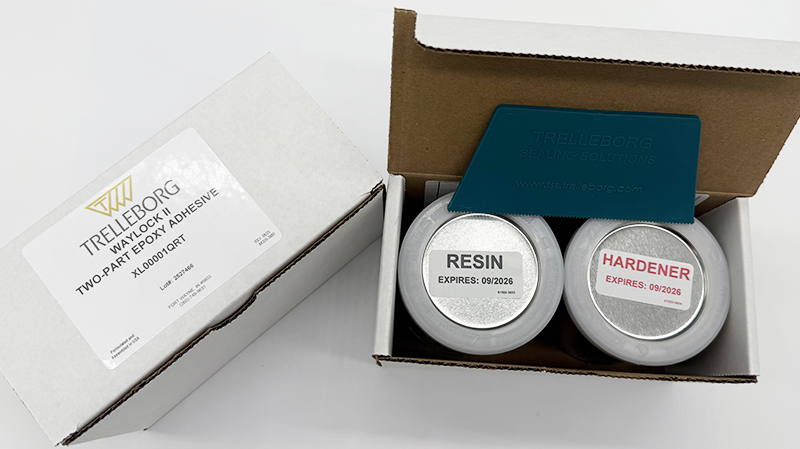 TRELLEBORG
WAYLOCK II
TWO-PART EPOXY ADHESIVE
XL00001QRT
Lot#: 2527466
FORT WAYNE, IN 46803
Formulated and
Assembled in USA
TRELLEBORG
SEALING SOLUTIONS
www.tss.trelleborg.com
RESIN
EXPIRES: 09/2026
HARDENER
EXPIRES: 09/2026